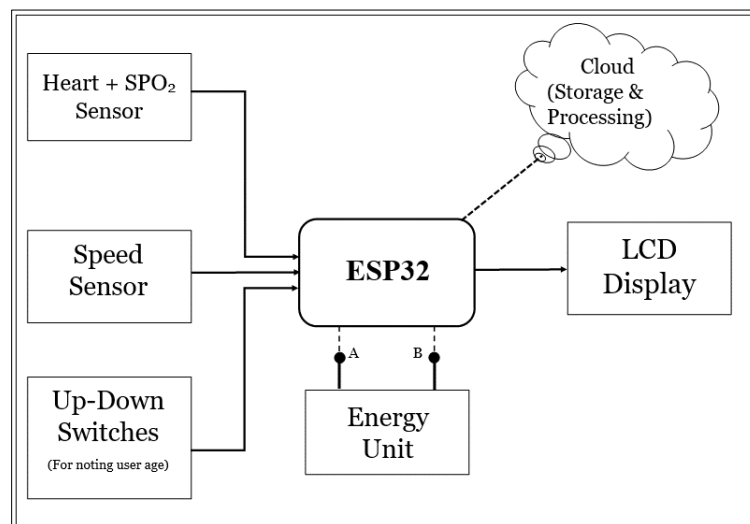 Heart + SPO₂
Sensor
Cloud
(Storage &
Processing)
Speed
Sensor
ESP32
LCD
Display
A
B
Up-Down
Switches
(For noting user age)
Energy
Unit